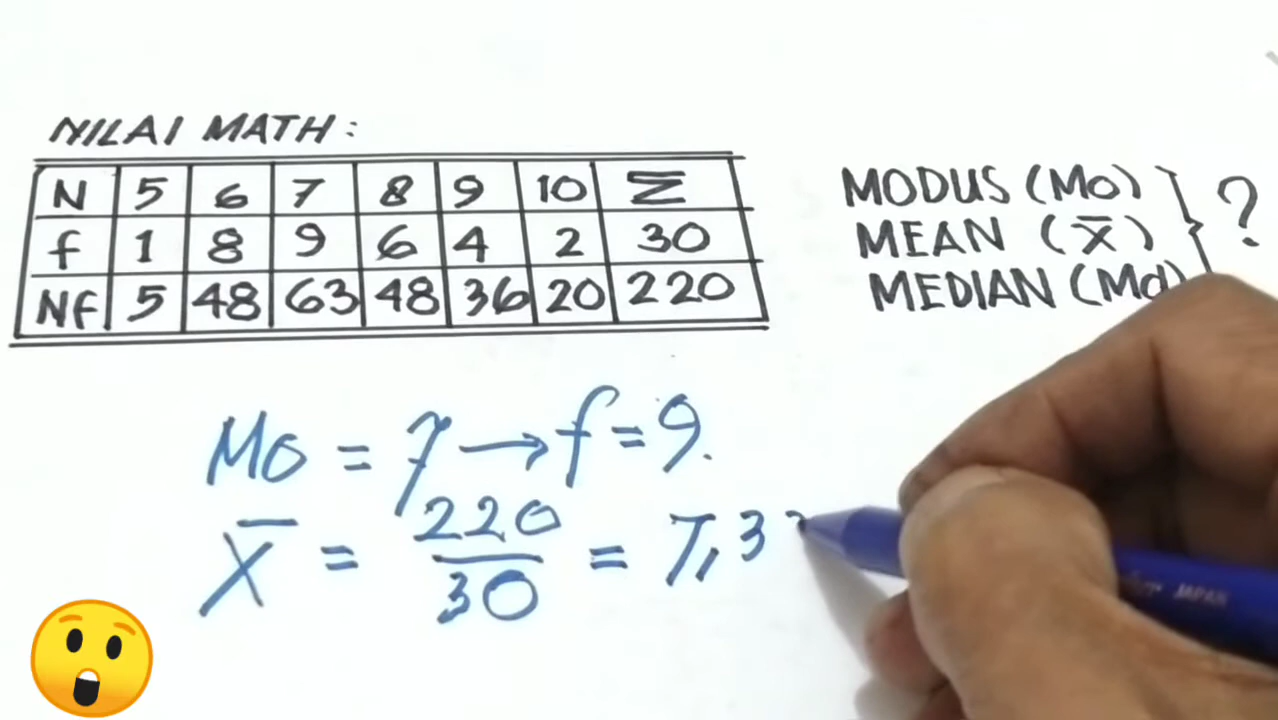 NILAI MATH :
N 5 6 7 8 9 10 Σ
f 1 8 9 6 4 2 30
NF 5 48 63 48 36 20 220
MODUS (Mo)
MEAN (x̄)
MEDIAN (Md)
} ?
Mo = 7 → f = 9.
X̄ = 220/30 = 7,3
JAPAN